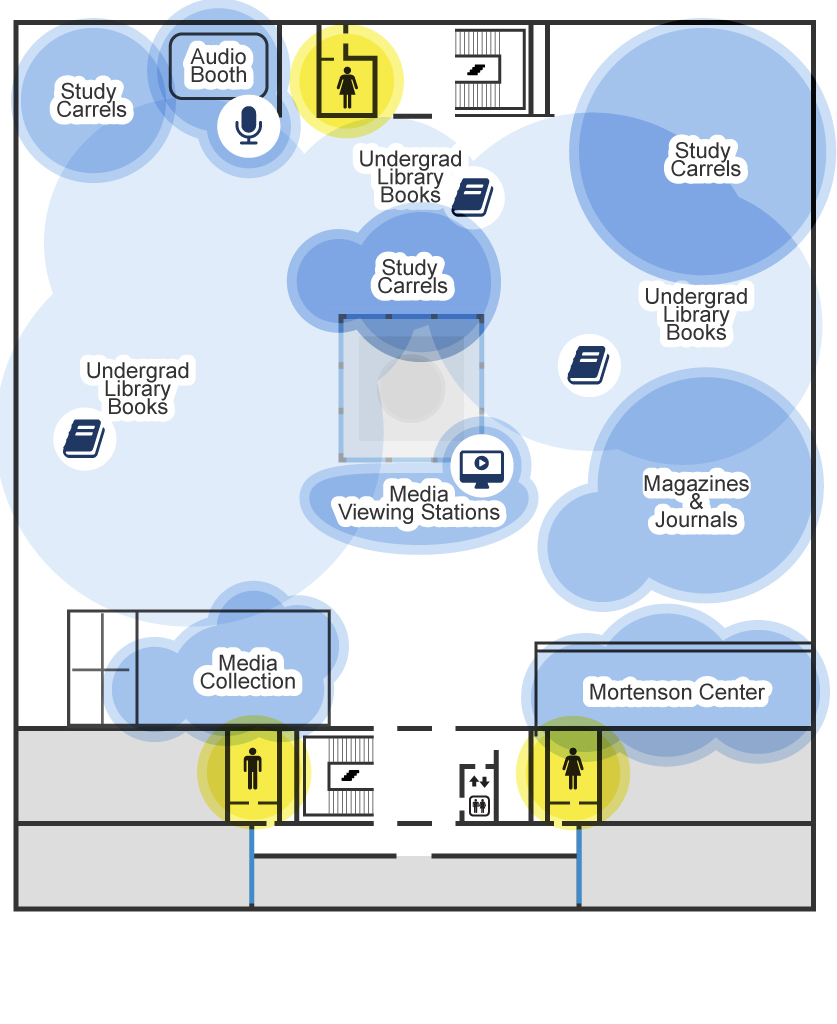 Audio
Booth
Study
Carrels
Undergrad
Library
Books
Study
Carrels
Study
Carrels
Undergrad
Library
Books
Undergrad
Library
Books
Media
Viewing Stations
Magazines
&
Journals
Media
Collection
Mortenson Center